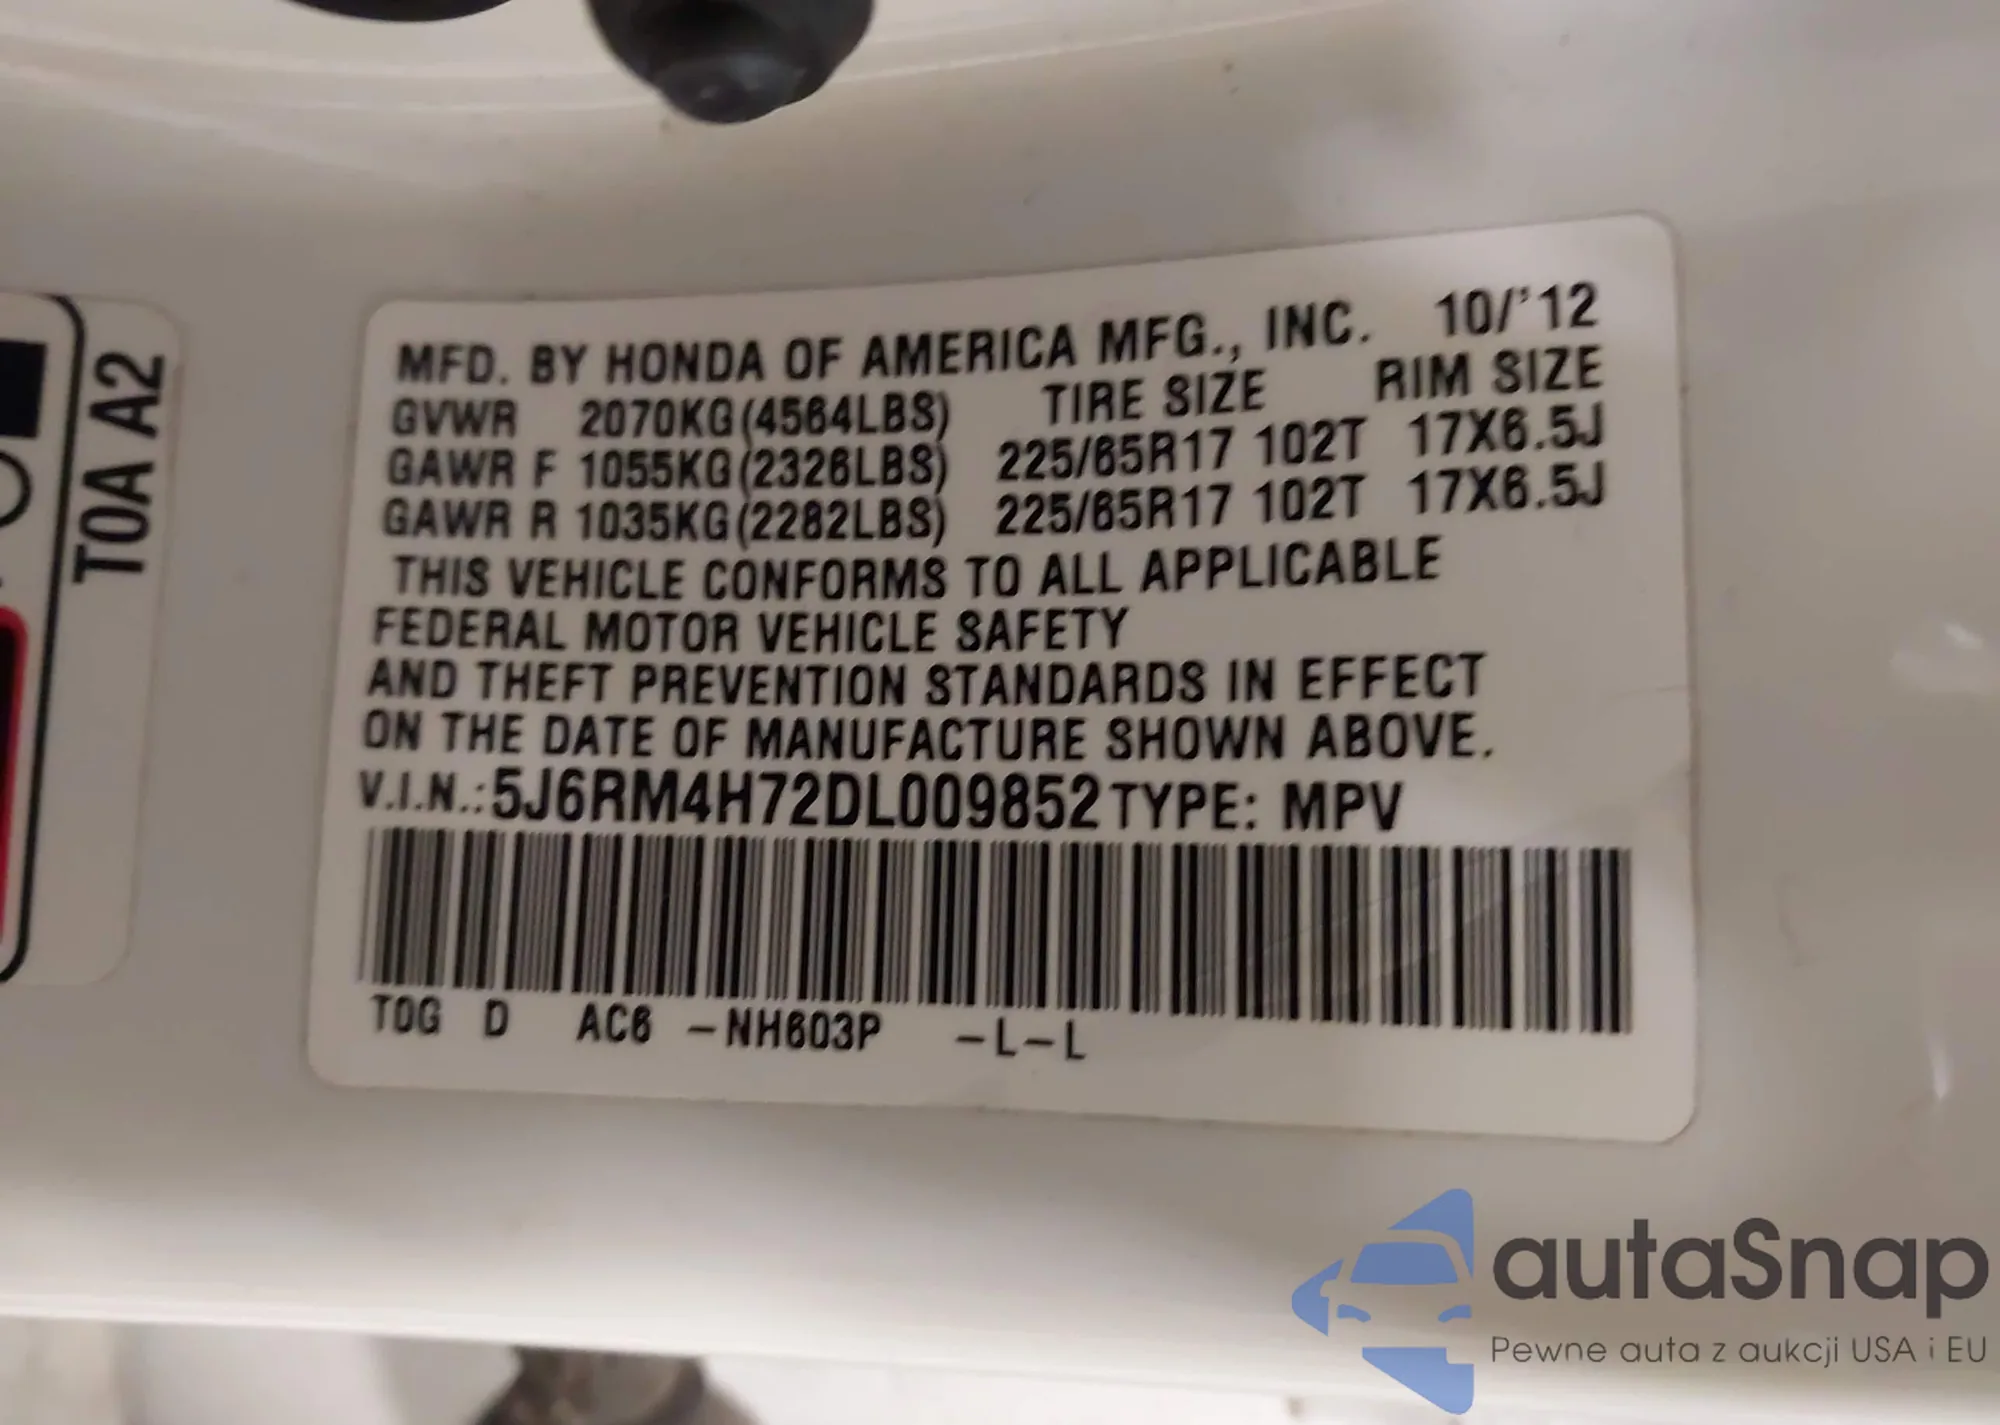 MFD. BY HONDA OF AMERICA MFG., INC. 10/'12
GVWR 2070KG(4564LBS) TIRE SIZE RIM SIZE
GAWR F 1055KG(2326LBS) 225/65R17 102T 17X6.5J
GAWR R 1035KG(2282LBS) 225/65R17 102T 17X6.5J
THIS VEHICLE CONFORMS TO ALL APPLICABLE
FEDERAL MOTOR VEHICLE SAFETY
AND THEFT PREVENTION STANDARDS IN EFFECT
ON THE DATE OF MANUFACTURE SHOWN ABOVE.
V.I.N.:5J6RM4H72DL009852 TYPE: MPV
T0G D AC6 -NH603P -L-L
T0A A2
autaSnap
Pewne auta z aukcji USA i EU